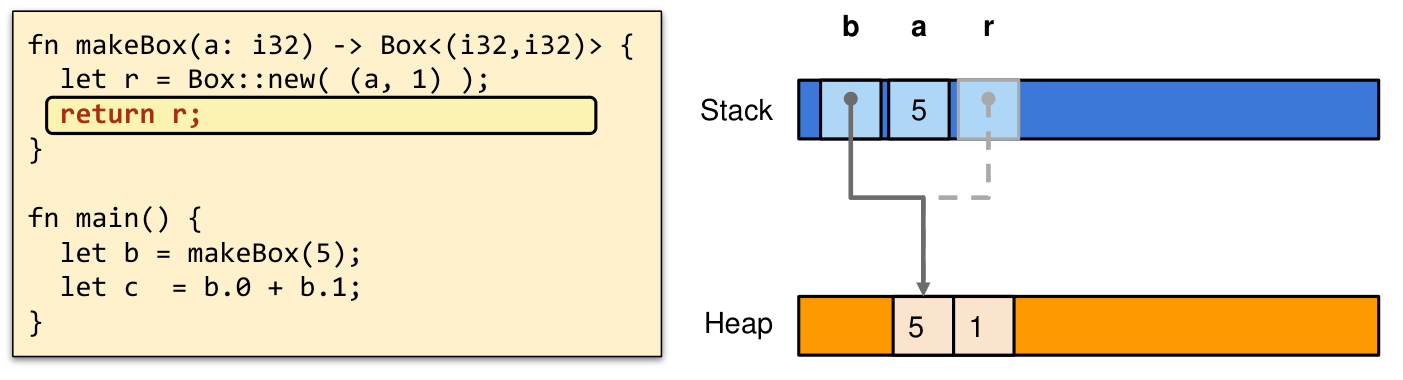 fn makeBox(a: i32) -> Box<(i32,i32)> {
  let r = Box::new( (a, 1) );
  return r;
}
fn main() {
  let b = makeBox(5);
  let c  = b.0 + b.1;
}
b a r
Stack 5
Heap 5 1